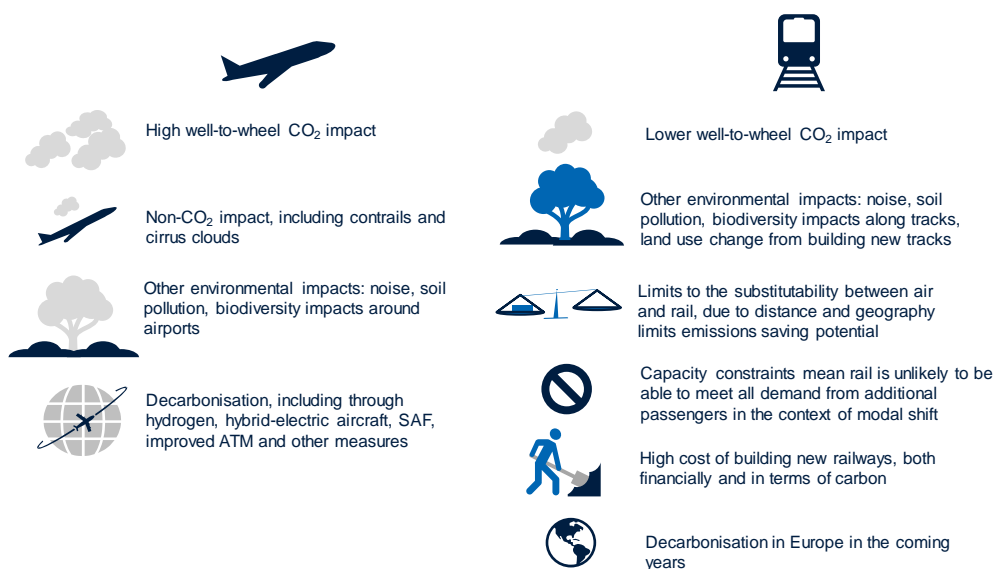 High well-to-wheel CO₂ impact
Non-CO₂ impact, including contrails and
cirrus clouds
Other environmental impacts: noise, soil
pollution, biodiversity impacts around
airports
Decarbonisation, including through
hydrogen, hybrid-electric aircraft, SAF,
improved ATM and other measures
Lower well-to-wheel CO₂ impact
Other environmental impacts: noise, soil
pollution, biodiversity impacts along tracks,
land use change from building new tracks
Limits to the substitutability between air
and rail, due to distance and geography
limits emissions saving potential
Capacity constraints mean rail is unlikely to be
able to meet all demand from additional
passengers in the context of modal shift
High cost of building new railways, both
financially and in terms of carbon
Decarbonisation in Europe in the coming
years